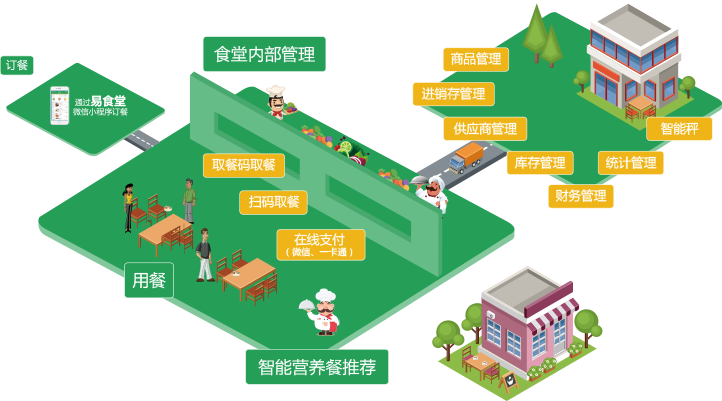 订餐
通过易食堂
微信小程序订餐
食堂内部管理
商品管理
进销存管理
供应商管理
智能秤
库存管理
统计管理
财务管理
取餐码取餐
扫码取餐
在线支付
（微信、一卡通）
用餐
智能营养餐推荐